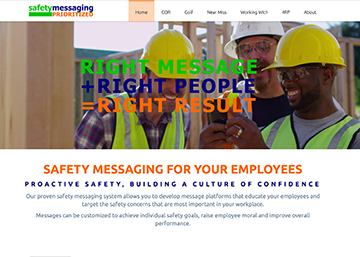 safetymessaging
PRIORITIZED
Home COR Golf Near Miss Working With 4RP About
RIGHT MESSAGE
+RIGHT PEOPLE
=RIGHT RESULT
SAFETY MESSAGING FOR YOUR EMPLOYEES
PROACTIVE SAFETY, BUILDING A CULTURE OF CONFIDENCE
Our proven safety messaging system allows you to develop message platforms that educate your employees and
target the safety concerns that are most important in your workplace.
Messages can be customized to achieve individual safety goals, raise employee moral and improve overall
performance.